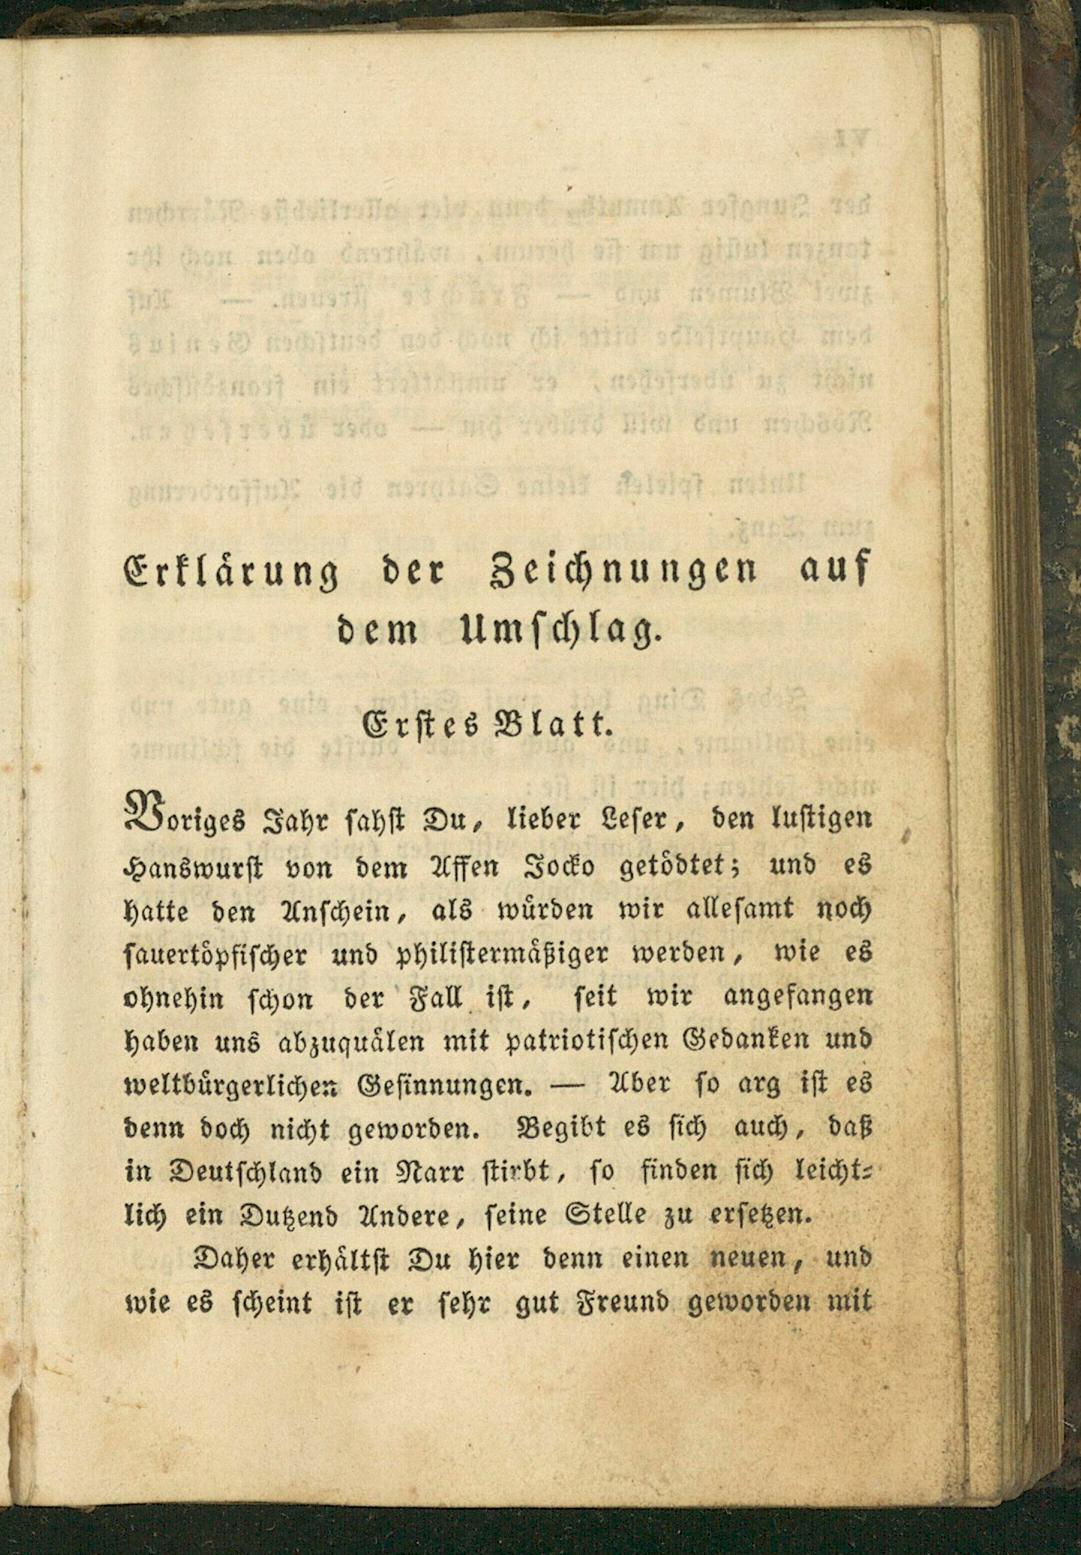 Erklärung der Zeichnungen auf
dem Umschlag.
Erstes Blatt.
Voriges Jahr sahst Du, lieber Leser, den lustigen
Hanswurst von dem Affen Jocko getödtet; und es
hatte den Anschein, als würden wir allesamt noch
sauertöpfischer und philistermäßiger werden, wie es
ohnehin schon der Fall ist, seit wir angefangen
haben uns abzuquälen mit patriotischen Gedanken und
weltbürgerlichen Gesinnungen. — Aber so arg ist es
denn doch nicht geworden. Begibt es sich auch, daß
in Deutschland ein Narr stirbt, so finden sich leicht-
lich ein Dutzend Andere, seine Stelle zu ersetzen.
Daher erhältst Du hier denn einen neuen, und
wie es scheint ist er sehr gut Freund geworden mit